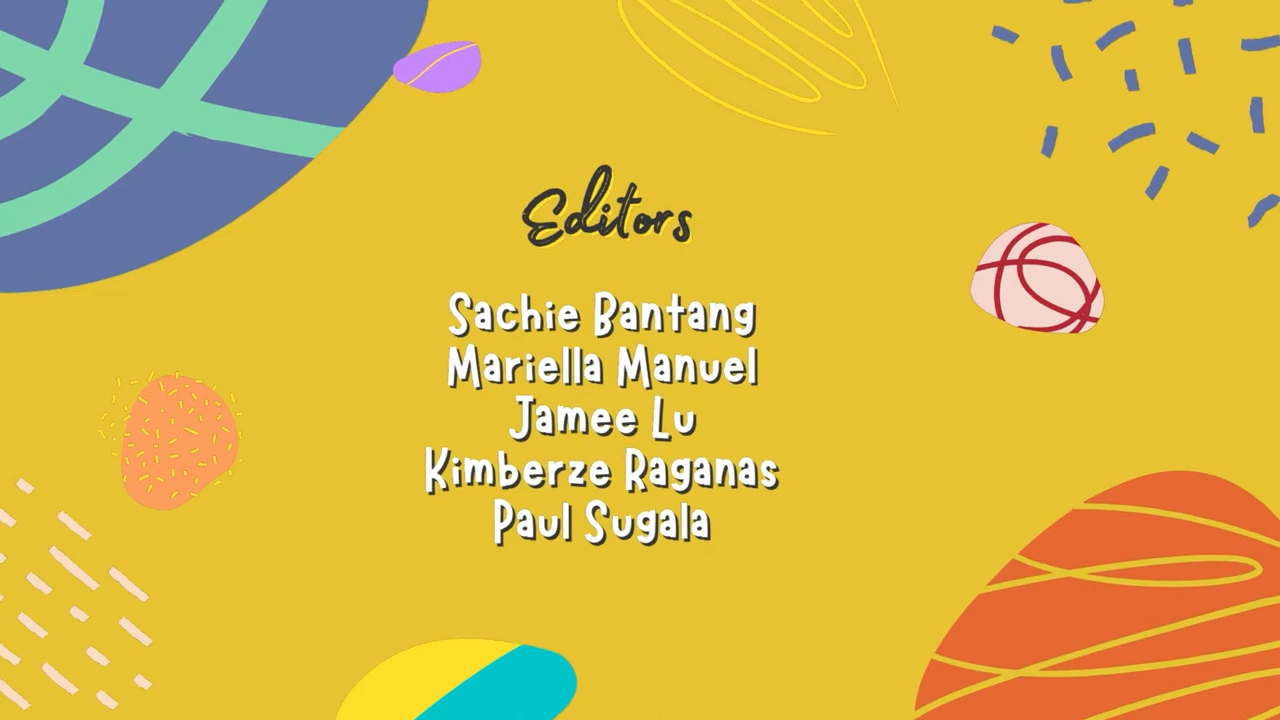 Editors
Sachie Bantang
Mariella Manuel
Jamee Lu
Kimberze Raganas
Paul Sugala